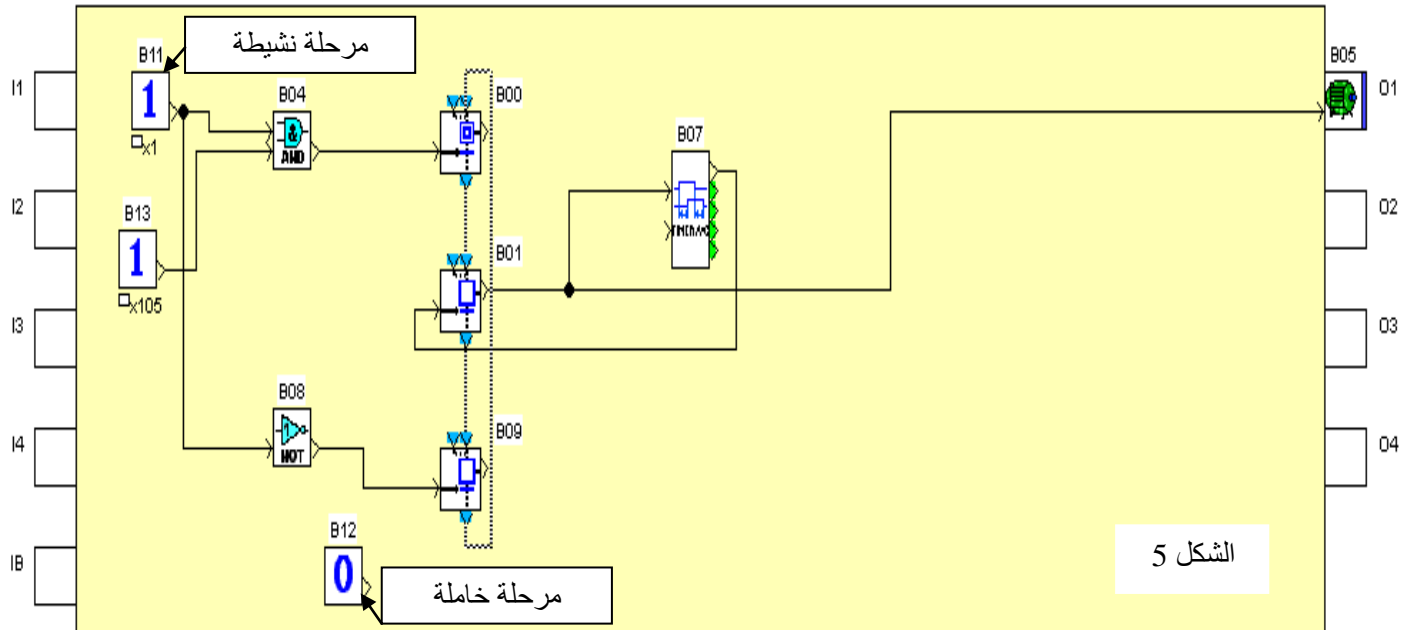 مرحلة نشيطة
B11
1
x1
B04
&
AND
B00
B05
I1
O1
B07
I2
O2
B13
1
x105
B01
I3
O3
B08
1
NOT
B09
I4
O4
B12
0
IB
مرحلة خاملة
الشكل 5